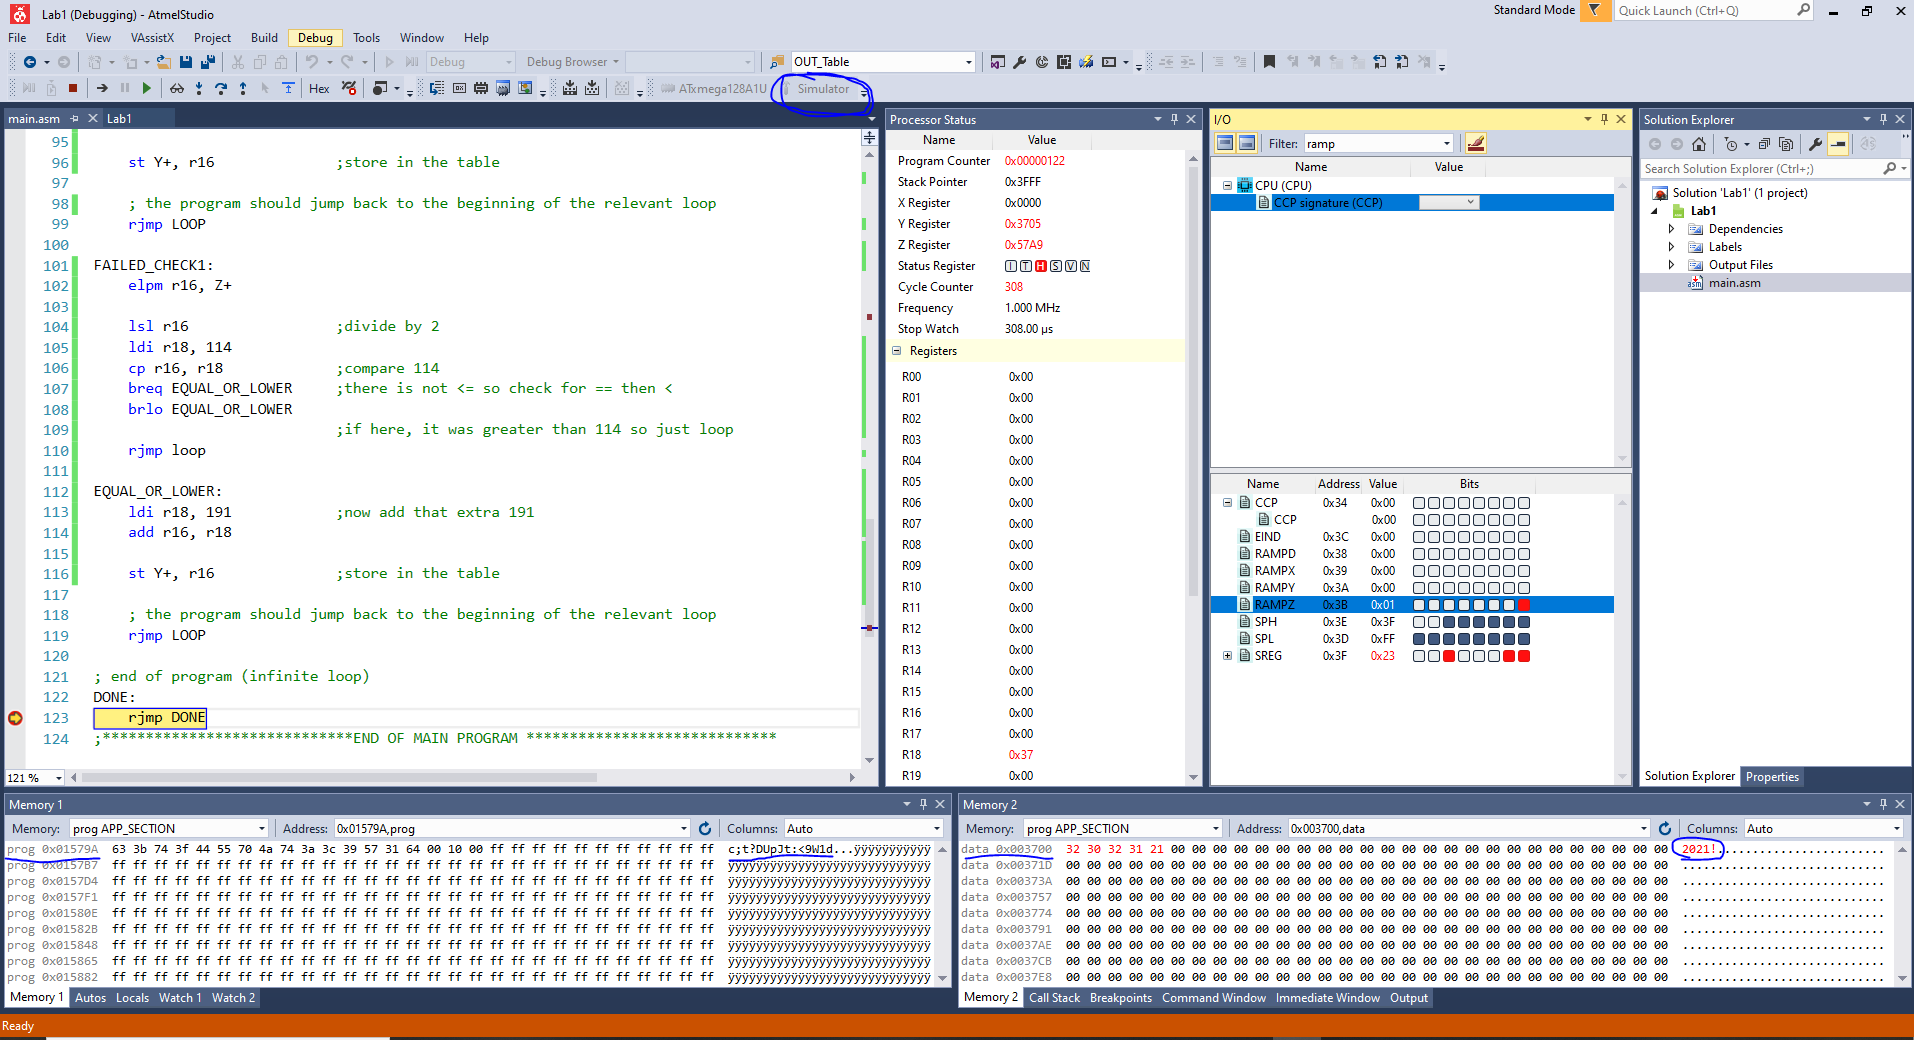 Lab1 (Debugging) - AtmelStudio
Standard Mode
Quick Launch (Ctrl+Q)
File Edit View VAssistX Project Build Debug Tools Window Help
Debug
Debug Browser
OUT_Table
Hex
ATxmega128A1U
Simulator
main.asm
Lab1
95
96 st Y+, r16 ;store in the table
97
98 ; the program should jump back to the beginning of the relevant loop
99 rjmp LOOP
100
101 FAILED_CHECK1:
102 elpm r16, Z+
103
104 lsl r16 ;divide by 2
105 ldi r18, 114
106 cp r16, r18 ;compare 114
107 breq EQUAL_OR_LOWER ;there is not <= so check for == then <
108 brlo EQUAL_OR_LOWER
109 ;if here, it was greater than 114 so just loop
110 rjmp loop
111
112 EQUAL_OR_LOWER:
113 ldi r18, 191 ;now add that extra 191
114 add r16, r18
115
116 st Y+, r16 ;store in the table
117
118 ; the program should jump back to the beginning of the relevant loop
119 rjmp LOOP
120
121 ; end of program (infinite loop)
122 DONE:
123 rjmp DONE
124 ;*****************************END OF MAIN PROGRAM *****************************
121 %
Processor Status
Name Value
Program Counter 0x00000122
Stack Pointer 0x3FFF
X Register 0x0000
Y Register 0x3705
Z Register 0x57A9
Status Register I T H S V N
Cycle Counter 308
Frequency 1.000 MHz
Stop Watch 308.00 µs
Registers
R00 0x00
R01 0x00
R02 0x00
R03 0x00
R04 0x00
R05 0x00
R06 0x00
R07 0x00
R08 0x00
R09 0x00
R10 0x00
R11 0x00
R12 0x00
R13 0x00
R14 0x00
R15 0x00
R16 0x00
R17 0x00
R18 0x37
R19 0x00
I/O
Filter: ramp
Name Value
CPU (CPU)
CCP signature (CCP)
Name Address Value Bits
CCP 0x34 0x00
CCP 0x00
EIND 0x3C 0x00
RAMPD 0x38 0x00
RAMPX 0x39 0x00
RAMPY 0x3A 0x00
RAMPZ 0x3B 0x01
SPH 0x3E 0x3F
SPL 0x3D 0xFF
SREG 0x3F 0x23
Solution Explorer
Search Solution Explorer (Ctrl+;)
Solution 'Lab1' (1 project)
Lab1
Dependencies
Labels
Output Files
main.asm
Solution Explorer Properties
Memory 1
Memory: prog APP_SECTION Address: 0x01579A,prog Columns: Auto
prog 0x01579A 63 3b 74 3f 44 55 70 4a 74 3a 3c 39 57 31 64 00 10 00 ff ff ff ff ff ff ff ff ff ff ff c;t?DUpJt:<9W1d...ÿÿÿÿÿÿÿÿÿÿÿ
prog 0x0157B7 ff ff ff ff ff ff ff ff ff ff ff ff ff ff ff ff ff ff ff ff ff ff ff ff ff ff ff ff ff ÿÿÿÿÿÿÿÿÿÿÿÿÿÿÿÿÿÿÿÿÿÿÿÿÿÿÿÿÿ
prog 0x0157D4 ff ff ff ff ff ff ff ff ff ff ff ff ff ff ff ff ff ff ff ff ff ff ff ff ff ff ff ff ff ÿÿÿÿÿÿÿÿÿÿÿÿÿÿÿÿÿÿÿÿÿÿÿÿÿÿÿÿÿ
prog 0x0157F1 ff ff ff ff ff ff ff ff ff ff ff ff ff ff ff ff ff ff ff ff ff ff ff ff ff ff ff ff ff ÿÿÿÿÿÿÿÿÿÿÿÿÿÿÿÿÿÿÿÿÿÿÿÿÿÿÿÿÿ
prog 0x01580E ff ff ff ff ff ff ff ff ff ff ff ff ff ff ff ff ff ff ff ff ff ff ff ff ff ff ff ff ff ÿÿÿÿÿÿÿÿÿÿÿÿÿÿÿÿÿÿÿÿÿÿÿÿÿÿÿÿÿ
prog 0x01582B ff ff ff ff ff ff ff ff ff ff ff ff ff ff ff ff ff ff ff ff ff ff ff ff ff ff ff ff ff ÿÿÿÿÿÿÿÿÿÿÿÿÿÿÿÿÿÿÿÿÿÿÿÿÿÿÿÿÿ
prog 0x015848 ff ff ff ff ff ff ff ff ff ff ff ff ff ff ff ff ff ff ff ff ff ff ff ff ff ff ff ff ff ÿÿÿÿÿÿÿÿÿÿÿÿÿÿÿÿÿÿÿÿÿÿÿÿÿÿÿÿÿ
prog 0x015865 ff ff ff ff ff ff ff ff ff ff ff ff ff ff ff ff ff ff ff ff ff ff ff ff ff ff ff ff ff ÿÿÿÿÿÿÿÿÿÿÿÿÿÿÿÿÿÿÿÿÿÿÿÿÿÿÿÿÿ
prog 0x015882 ff ff ff ff ff ff ff ff ff ff ff ff ff ff ff ff ff ff ff ff ff ff ff ff ff ff ff ff ff ÿÿÿÿÿÿÿÿÿÿÿÿÿÿÿÿÿÿÿÿÿÿÿÿÿÿÿÿÿ
Memory 1 Autos Locals Watch 1 Watch 2
Memory 2
Memory: prog APP_SECTION Address: 0x003700,data Columns: Auto
data 0x003700 32 30 32 31 21 00 00 00 00 00 00 00 00 00 00 00 00 00 00 00 00 00 00 00 00 00 00 00 00 2021!........................
data 0x00371D 00 00 00 00 00 00 00 00 00 00 00 00 00 00 00 00 00 00 00 00 00 00 00 00 00 00 00 00 00 .............................
data 0x00373A 00 00 00 00 00 00 00 00 00 00 00 00 00 00 00 00 00 00 00 00 00 00 00 00 00 00 00 00 00 .............................
data 0x003757 00 00 00 00 00 00 00 00 00 00 00 00 00 00 00 00 00 00 00 00 00 00 00 00 00 00 00 00 00 .............................
data 0x003774 00 00 00 00 00 00 00 00 00 00 00 00 00 00 00 00 00 00 00 00 00 00 00 00 00 00 00 00 00 .............................
data 0x003791 00 00 00 00 00 00 00 00 00 00 00 00 00 00 00 00 00 00 00 00 00 00 00 00 00 00 00 00 00 .............................
data 0x0037AE 00 00 00 00 00 00 00 00 00 00 00 00 00 00 00 00 00 00 00 00 00 00 00 00 00 00 00 00 00 .............................
data 0x0037CB 00 00 00 00 00 00 00 00 00 00 00 00 00 00 00 00 00 00 00 00 00 00 00 00 00 00 00 00 00 .............................
data 0x0037E8 00 00 00 00 00 00 00 00 00 00 00 00 00 00 00 00 00 00 00 00 00 00 00 00 00 00 00 00 00 .............................
Memory 2 Call Stack Breakpoints Command Window Immediate Window Output
Ready